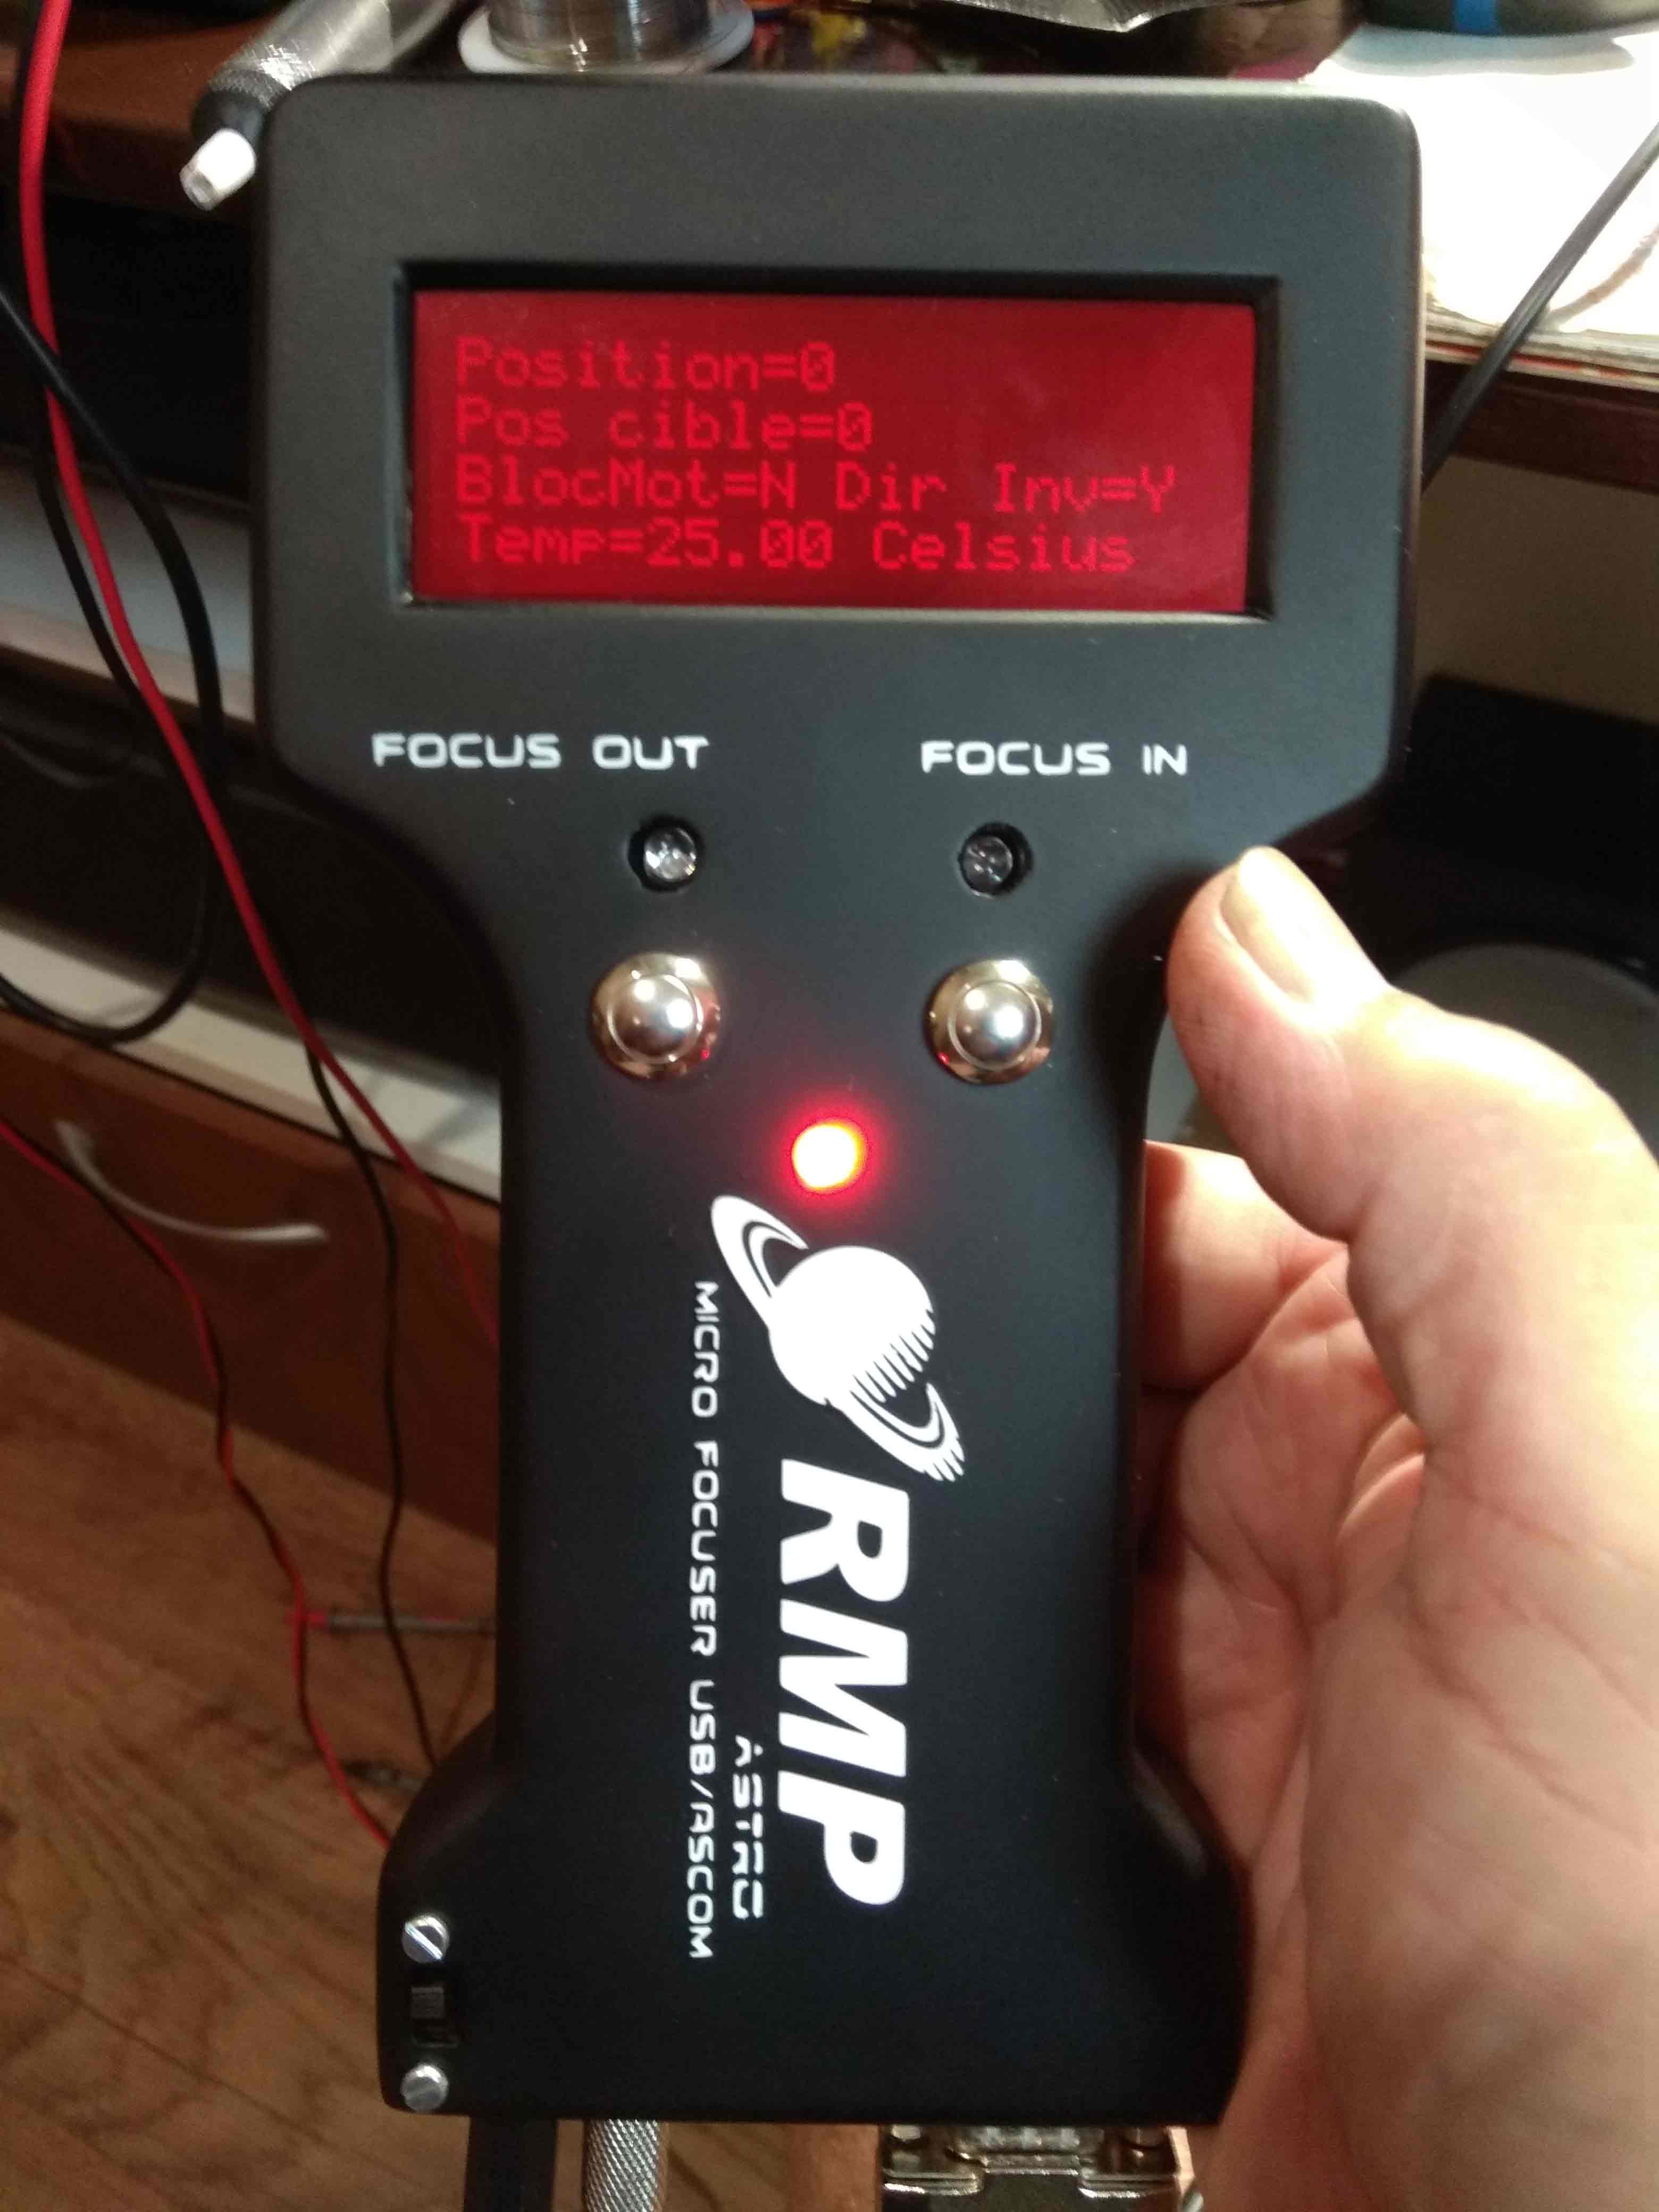 Position=0
Pos cible=0
BlocMot=N Dir Inv=Y
Temp=25.00 Celsius
FOCUS OUT
FOCUS IN
RMP
ASTRO
MICRO FOCUSER USB/ASCOM